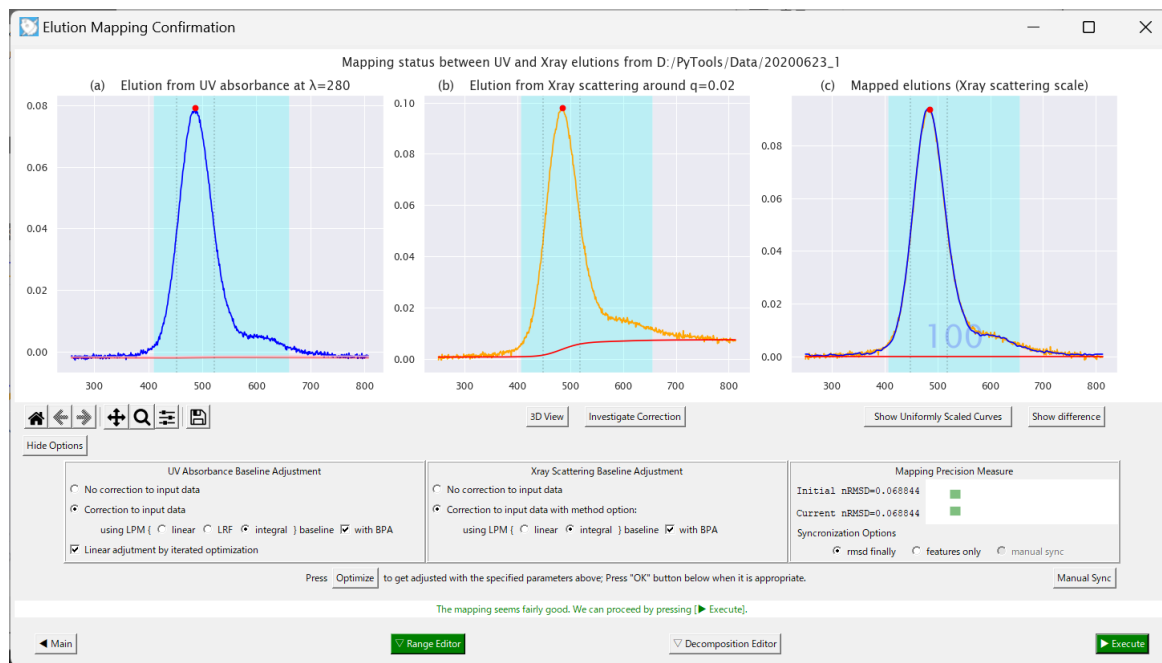 Elution Mapping Confirmation
Mapping status between UV and Xray elutions from D:/PyTools/Data/20200623_1
(a) Elution from UV absorbance at λ=280
0.08
0.06
0.04
0.02
0.00
300 400 500 600 700 800
(b) Elution from Xray scattering around q=0.02
0.10
0.08
0.06
0.04
0.02
0.00
300 400 500 600 700 800
(c) Mapped elutions (Xray scattering scale)
0.08
0.06
0.04
0.02
0.00
100
300 400 500 600 700 800
3D View Investigate Correction Show Uniformly Scaled Curves Show difference
Hide Options
UV Absorbance Baseline Adjustment
No correction to input data
Correction to input data
using LPM { linear LRF integral } baseline with BPA
Linear adjutment by iterated optimization
Xray Scattering Baseline Adjustment
No correction to input data
Correction to input data with method option:
using LPM { linear integral } baseline with BPA
Mapping Precision Measure
Initial nRMSD=0.068844
Current nRMSD=0.068844
Syncronization Options
rmsd finally features only manual sync
Press Optimize to get adjusted with the specified parameters above; Press "OK" button below when it is appropriate. Manual Sync
The mapping seems fairly good. We can proceed by pressing [▶ Execute].
◀ Main ▽ Range Editor ▽ Decomposition Editor ▶ Execute